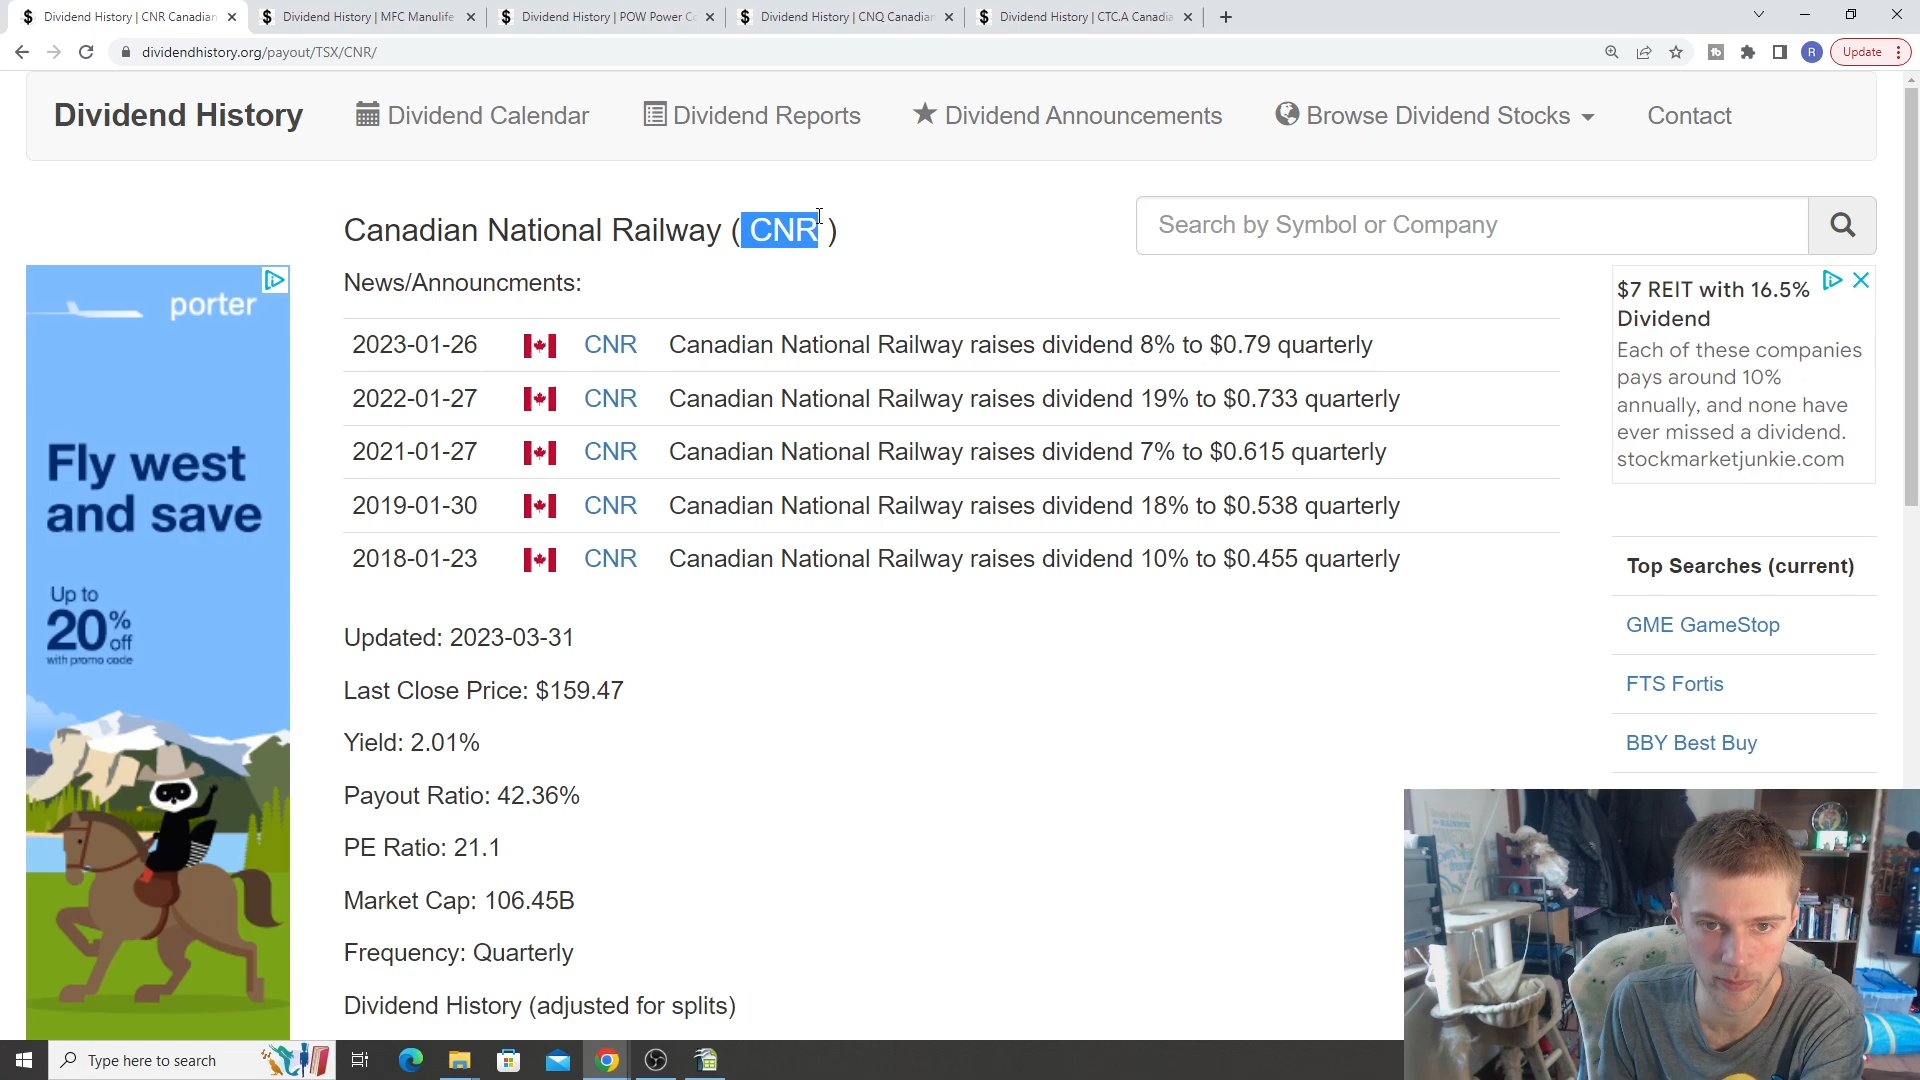 Dividend History | CNR Canadian
Dividend History | MFC Manulife
Dividend History | POW Power Co
Dividend History | CNQ Canadian
Dividend History | CTC.A Canadia
dividendhistory.org/payout/TSX/CNR/
R
Update
Dividend History
Dividend Calendar
Dividend Reports
Dividend Announcements
Browse Dividend Stocks
Contact
Canadian National Railway ( CNR )
Search by Symbol or Company
News/Announcments:
2023-01-26 CNR Canadian National Railway raises dividend 8% to $0.79 quarterly
2022-01-27 CNR Canadian National Railway raises dividend 19% to $0.733 quarterly
2021-01-27 CNR Canadian National Railway raises dividend 7% to $0.615 quarterly
2019-01-30 CNR Canadian National Railway raises dividend 18% to $0.538 quarterly
2018-01-23 CNR Canadian National Railway raises dividend 10% to $0.455 quarterly
Updated: 2023-03-31
Last Close Price: $159.47
Yield: 2.01%
Payout Ratio: 42.36%
PE Ratio: 21.1
Market Cap: 106.45B
Frequency: Quarterly
Dividend History (adjusted for splits)
porter
Fly west
and save
Up to
20% off
with promo code
$7 REIT with 16.5%
Dividend
Each of these companies
pays around 10%
annually, and none have
ever missed a dividend.
stockmarketjunkie.com
Top Searches (current)
GME GameStop
FTS Fortis
BBY Best Buy
Type here to search